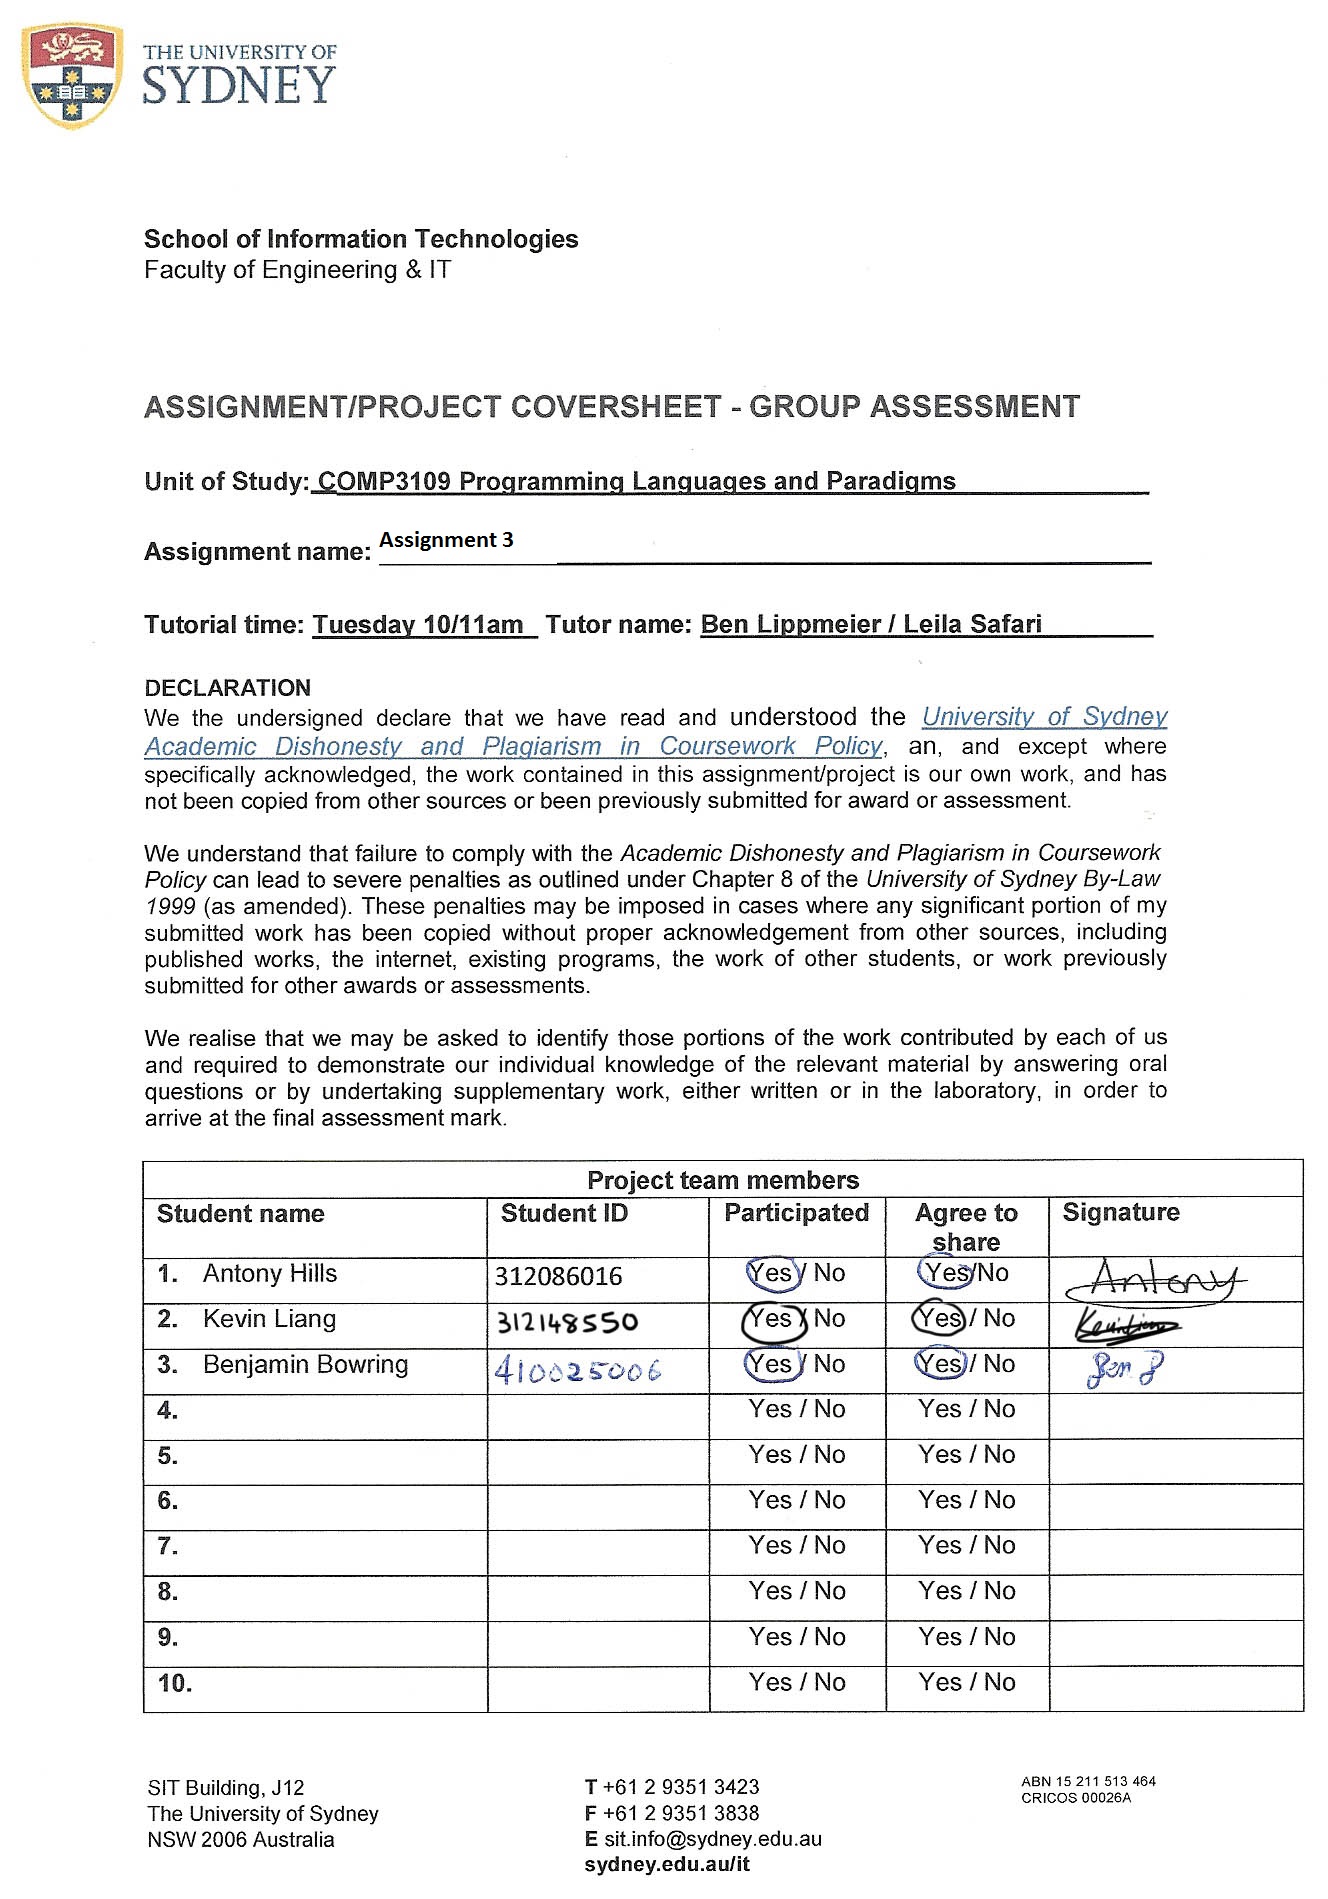 THE UNIVERSITY OF
SYDNEY
School of Information Technologies
Faculty of Engineering & IT
ASSIGNMENT/PROJECT COVERSHEET - GROUP ASSESSMENT
Unit of Study: COMP3109 Programming Languages and Paradigms
Assignment name: Assignment 3
Tutorial time: Tuesday 10/11am Tutor name: Ben Lippmeier / Leila Safari
DECLARATION
We the undersigned declare that we have read and understood the University of Sydney
Academic Dishonesty and Plagiarism in Coursework Policy, an, and except where
specifically acknowledged, the work contained in this assignment/project is our own work, and has
not been copied from other sources or been previously submitted for award or assessment.
We understand that failure to comply with the Academic Dishonesty and Plagiarism in Coursework
Policy can lead to severe penalties as outlined under Chapter 8 of the University of Sydney By-Law
1999 (as amended). These penalties may be imposed in cases where any significant portion of my
submitted work has been copied without proper acknowledgement from other sources, including
published works, the internet, existing programs, the work of other students, or work previously
submitted for other awards or assessments.
We realise that we may be asked to identify those portions of the work contributed by each of us
and required to demonstrate our individual knowledge of the relevant material by answering oral
questions or by undertaking supplementary work, either written or in the laboratory, in order to
arrive at the final assessment mark.
Project team members
Student name Student ID Participated Agree to share Signature
1. Antony Hills 312086016 Yes / No Yes/No Antony
2. Kevin Liang 312148550 Yes / No Yes / No
3. Benjamin Bowring 410025006 Yes / No Yes / No Ben B
4. Yes / No Yes / No
5. Yes / No Yes / No
6. Yes / No Yes / No
7. Yes / No Yes / No
8. Yes / No Yes / No
9. Yes / No Yes / No
10. Yes / No Yes / No
SIT Building, J12
The University of Sydney
NSW 2006 Australia
T +61 2 9351 3423
F +61 2 9351 3838
E sit.info@sydney.edu.au
sydney.edu.au/it
ABN 15 211 513 464
CRICOS 00026A